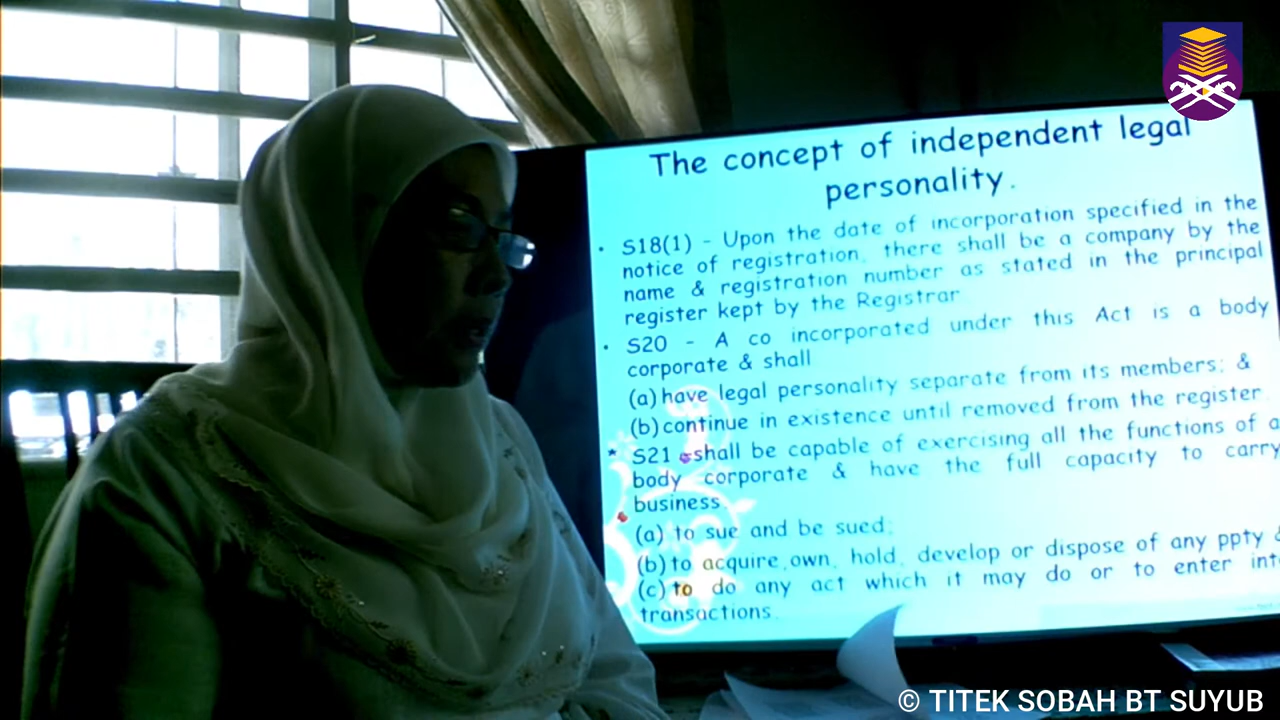 The concept of independent legal
personality.
• S18(1) - Upon the date of incorporation specified in the
notice of registration, there shall be a company by the
name & registration number as stated in the principal
register kept by the Registrar
• S20 - A co incorporated under this Act is a body
corporate & shall
(a) have legal personality separate from its members; &
(b) continue in existence until removed from the register.
* S21 - shall be capable of exercising all the functions of a
body corporate & have the full capacity to carry
business
(a) to sue and be sued;
(b) to acquire, own, hold, develop or dispose of any ppty &
(c) to do any act which it may do or to enter int
transactions.
© TITEK SOBAH BT SUYUB